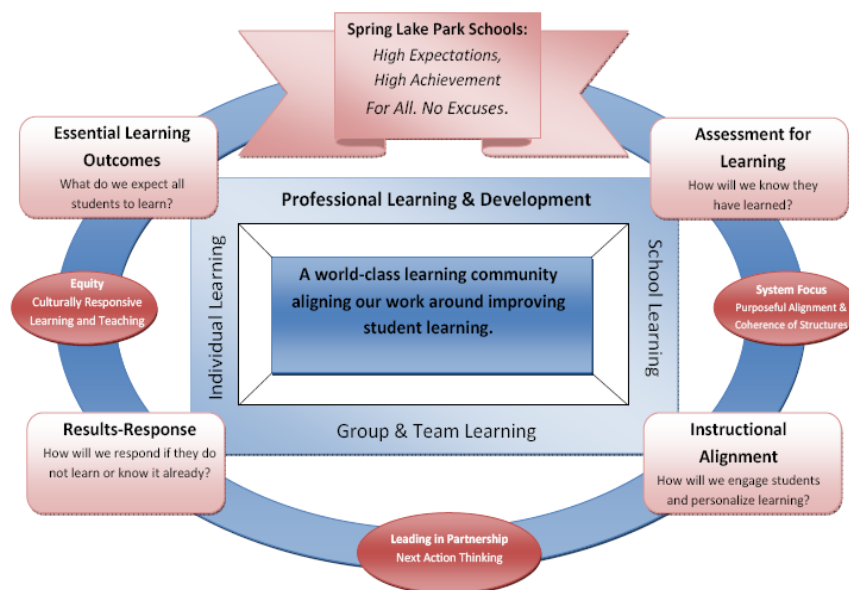 Spring Lake Park Schools:
High Expectations,
High Achievement
For All. No Excuses.
Essential Learning
Outcomes
What do we expect all
students to learn?
Assessment for
Learning
How will we know they
have learned?
Professional Learning & Development
Individual Learning
A world-class learning community
aligning our work around improving
student learning.
School Learning
Group & Team Learning
Equity
Culturally Responsive
Learning and Teaching
System Focus
Purposeful Alignment &
Coherence of Structures
Results-Response
How will we respond if they do
not learn or know it already?
Instructional
Alignment
How will we engage students
and personalize learning?
Leading in Partnership
Next Action Thinking